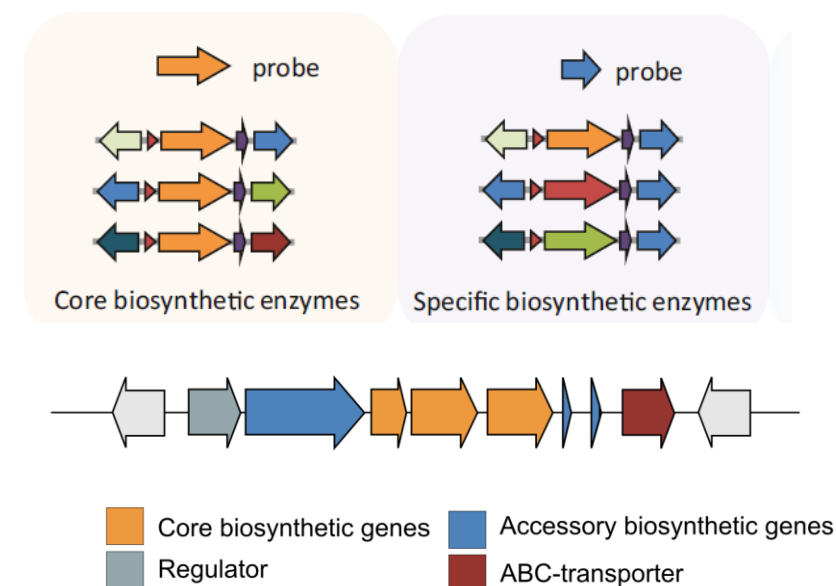 probe
probe
Core biosynthetic enzymes
Specific biosynthetic enzymes
Core biosynthetic genes
Accessory biosynthetic genes
Regulator
ABC-transporter